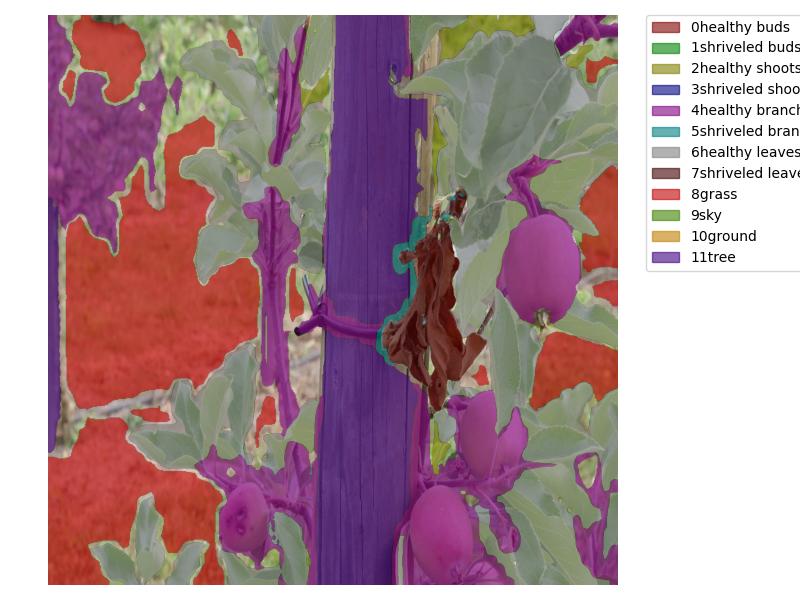 0healthy buds
1shriveled buds
2healthy shoots
3shriveled shoo
4healthy branch
5shriveled bran
6healthy leaves
7shriveled leave
8grass
9sky
10ground
11tree